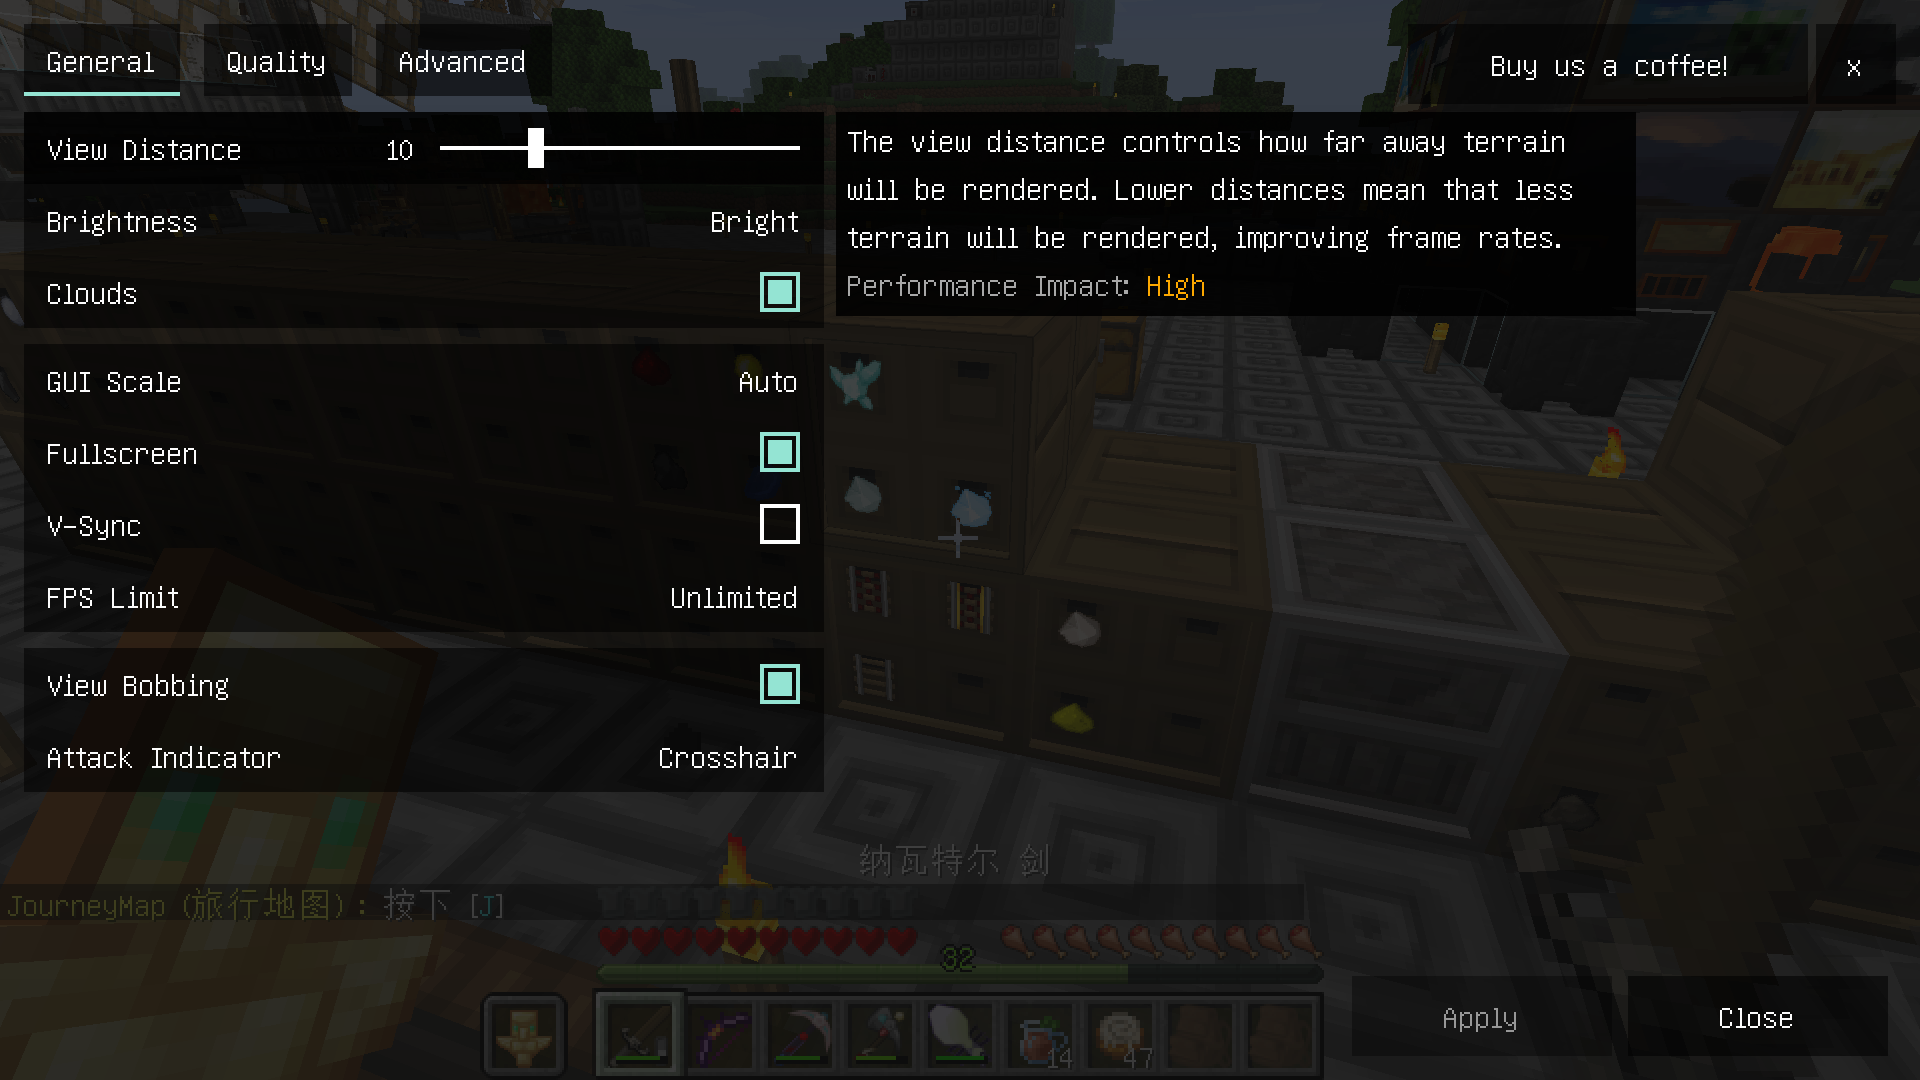 General Quality Advanced Buy us a coffee! x
View Distance 10
Brightness Bright
Clouds
GUI Scale Auto
Fullscreen
V-Sync
FPS Limit Unlimited
View Bobbing
Attack Indicator Crosshair
The view distance controls how far away terrain
will be rendered. Lower distances mean that less
terrain will be rendered, improving frame rates.
Performance Impact: High
纳瓦特尔 剑
JourneyMap (旅行地图): 按下 [J]
32
14 47
Apply Close